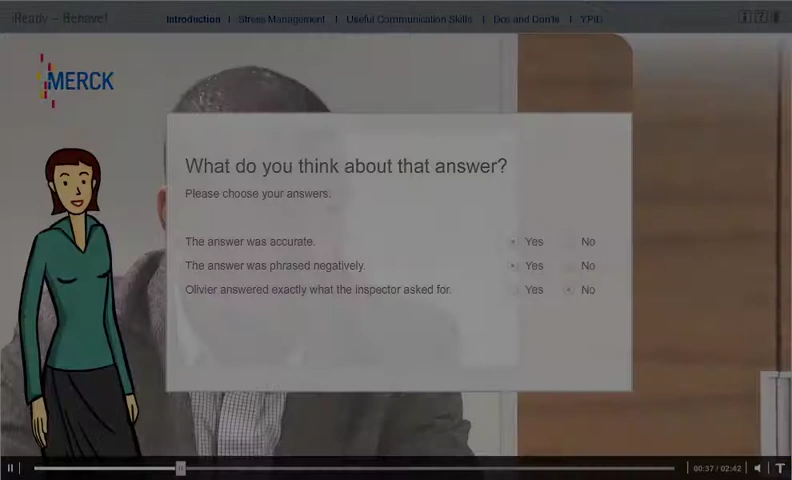 iReady – Behave!
Introduction | Stress Management | Useful Communication Skills | Dos and Don'ts | YPiD
MERCK
What do you think about that answer?
Please choose your answers.
The answer was accurate. Yes No
The answer was phrased negatively. Yes No
Olivier answered exactly what the inspector asked for. Yes No
00:37 / 02:42 T